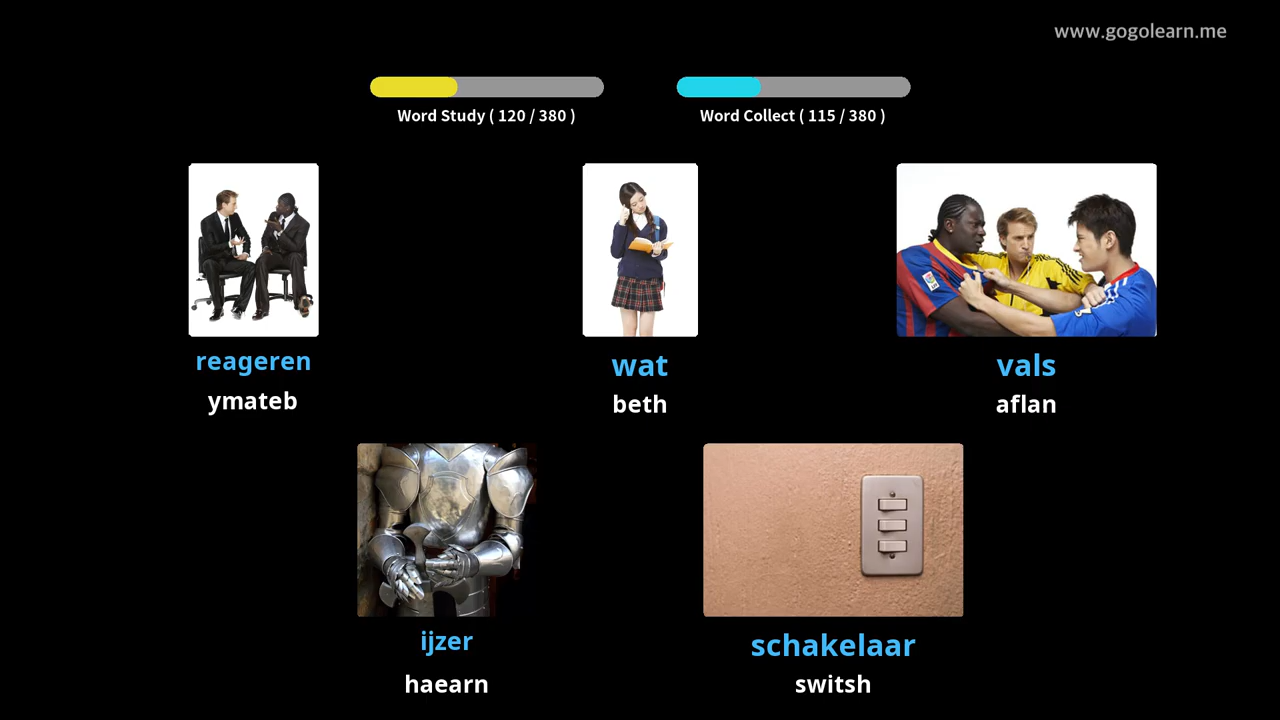 www.gogolearn.me
Word Study ( 120 / 380 )
Word Collect ( 115 / 380 )
reageren
ymateb
wat
beth
vals
aflan
ijzer
haearn
schakelaar
switsh